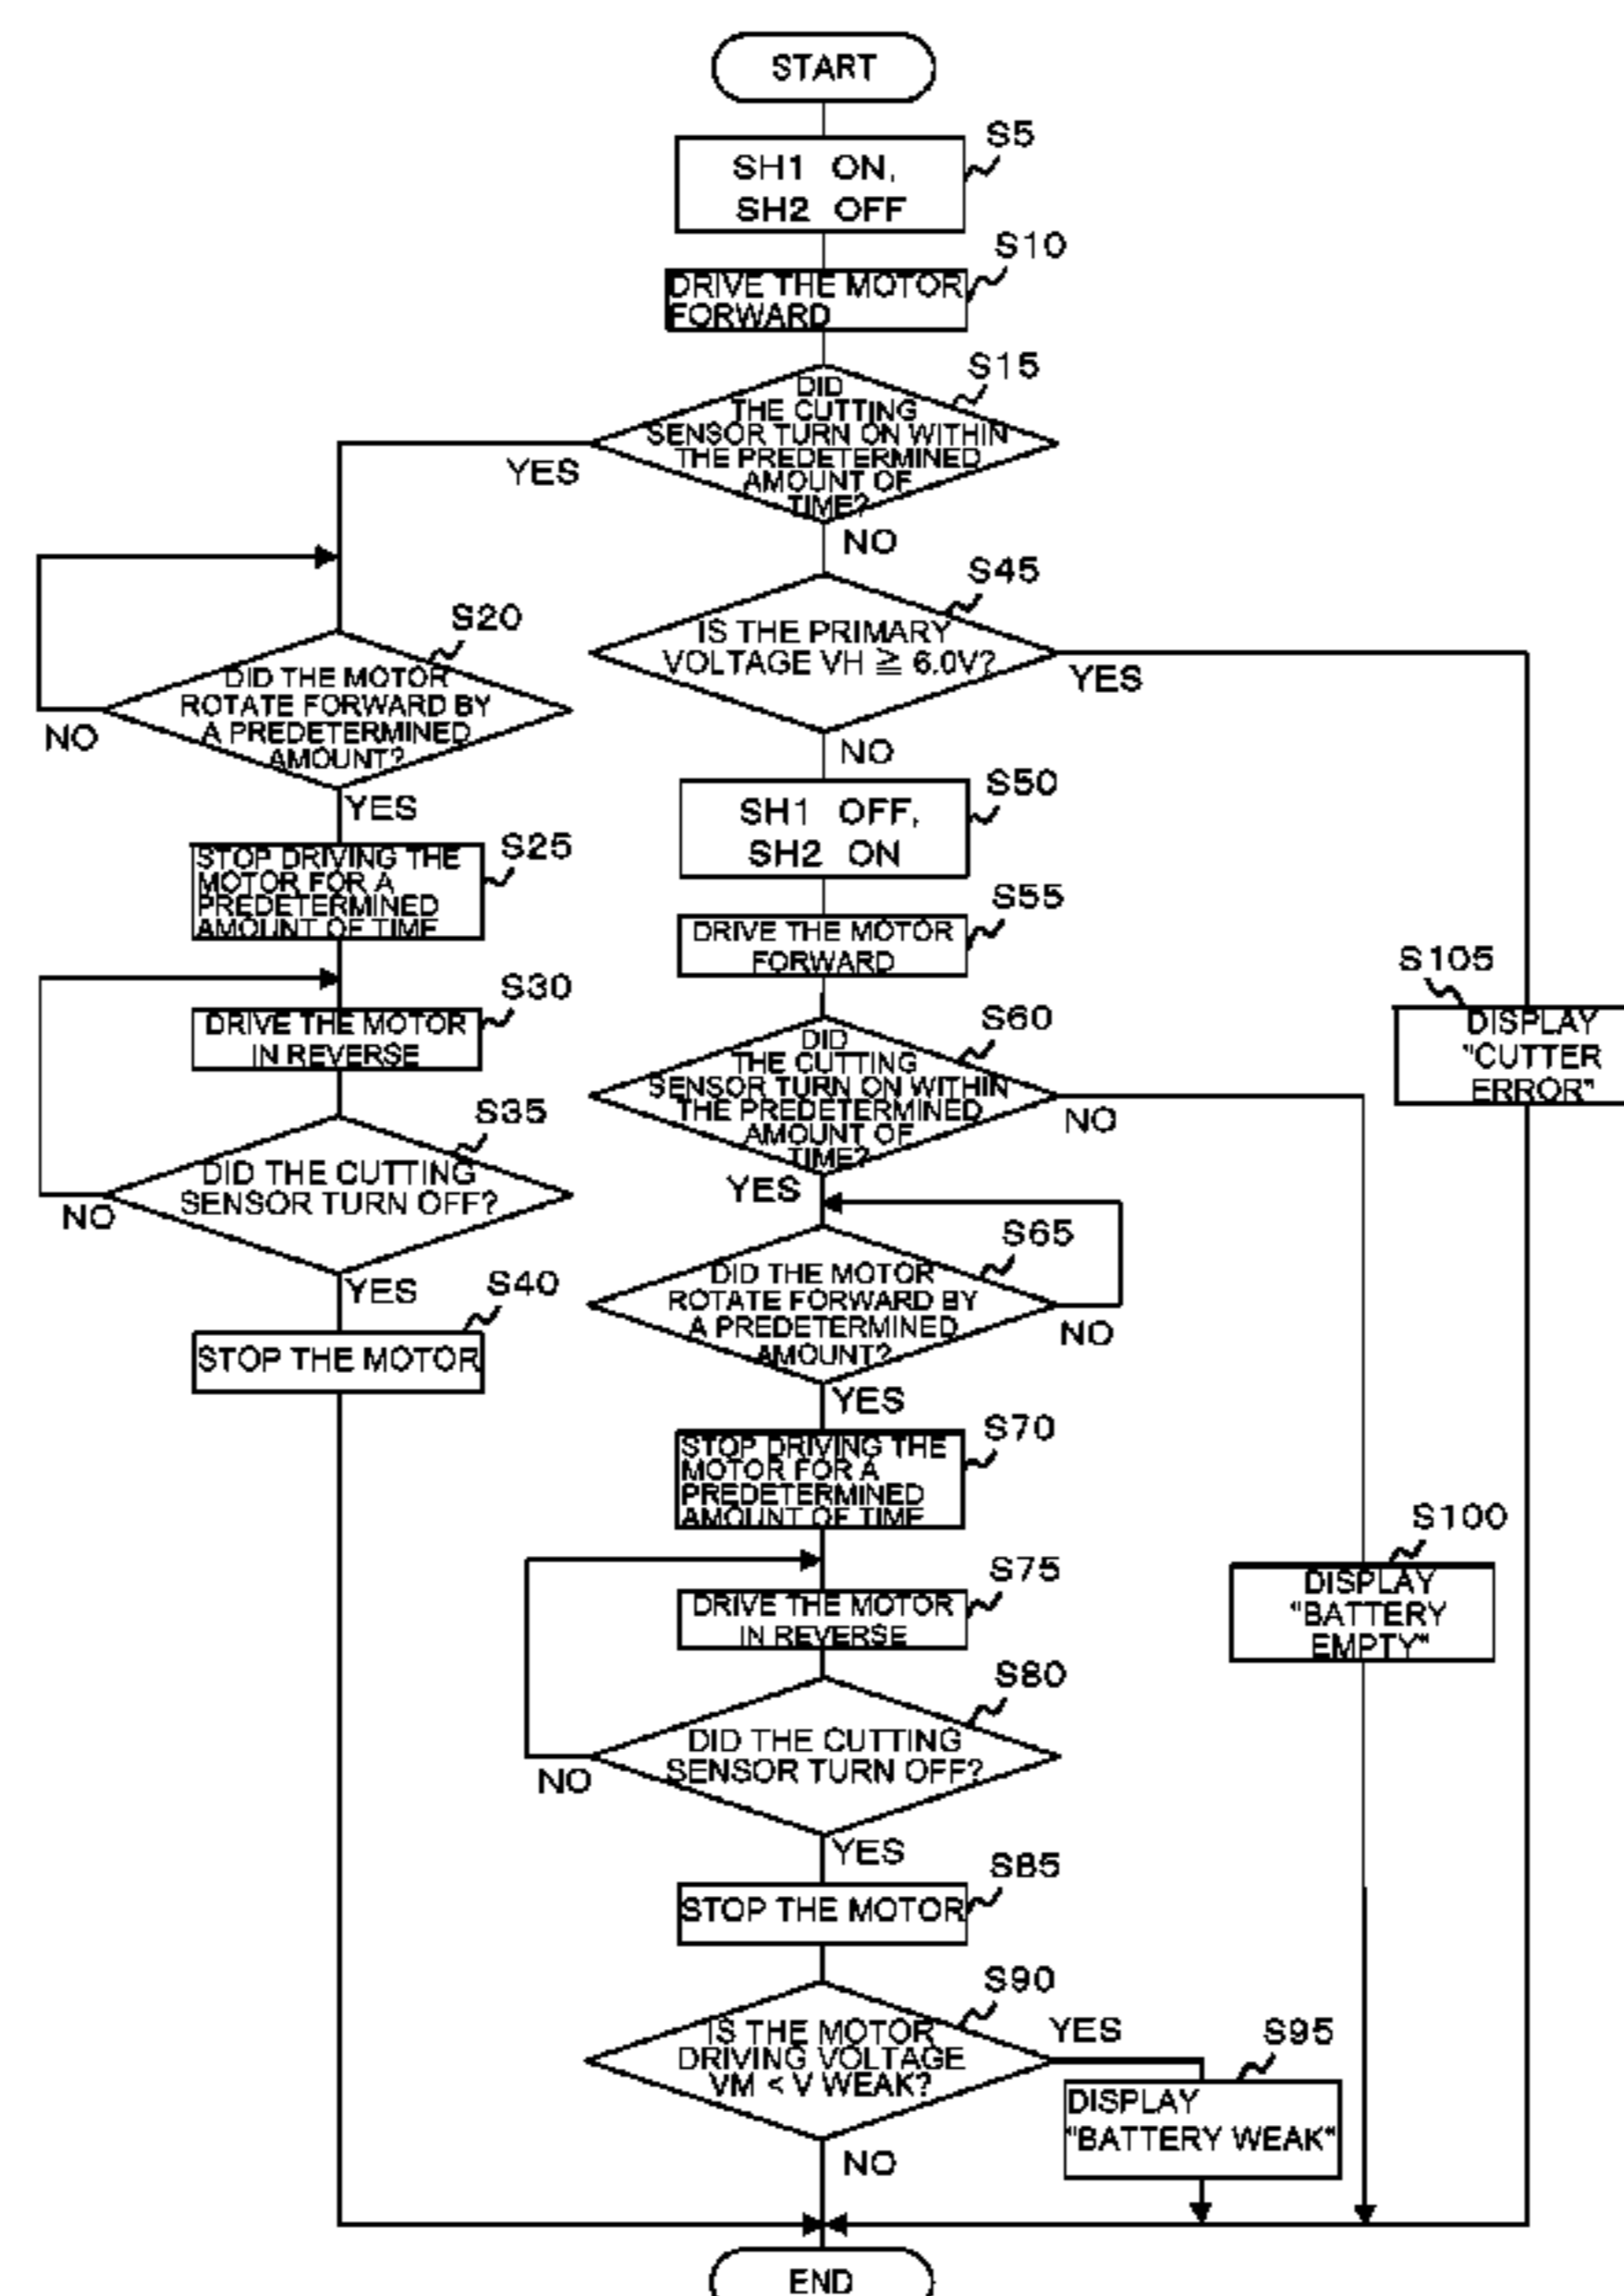 START
S5
SH1 ON,
SH2 OFF
S10
DRIVE THE MOTOR
FORWARD
S15
DID
THE CUTTING
SENSOR TURN ON WITHIN
THE PREDETERMINED
AMOUNT OF
TIME?
YES
NO
S45
IS THE PRIMARY
VOLTAGE VH ≧ 6.0V?
YES
NO
S20
DID THE MOTOR
ROTATE FORWARD BY
A PREDETERMINED
AMOUNT?
NO
YES
S25
STOP DRIVING THE
MOTOR FOR A
PREDETERMINED
AMOUNT OF TIME
S30
DRIVE THE MOTOR
IN REVERSE
S35
DID THE CUTTING
SENSOR TURN OFF?
NO
YES
S40
STOP THE MOTOR
S50
SH1 OFF,
SH2 ON
S55
DRIVE THE MOTOR
FORWARD
S60
DID
THE CUTTING
SENSOR TURN ON WITHIN
THE PREDETERMINED
AMOUNT OF
TIME?
NO
YES
S65
DID THE MOTOR
ROTATE FORWARD BY
A PREDETERMINED
AMOUNT?
NO
YES
S70
STOP DRIVING THE
MOTOR FOR A
PREDETERMINED
AMOUNT OF TIME
S75
DRIVE THE MOTOR
IN REVERSE
S80
DID THE CUTTING
SENSOR TURN OFF?
NO
YES
S85
STOP THE MOTOR
S90
IS THE MOTOR
DRIVING VOLTAGE
VM < V WEAK?
YES
NO
S95
DISPLAY
"BATTERY WEAK"
S100
DISPLAY
"BATTERY
EMPTY"
S105
DISPLAY
"CUTTER
ERROR"
END